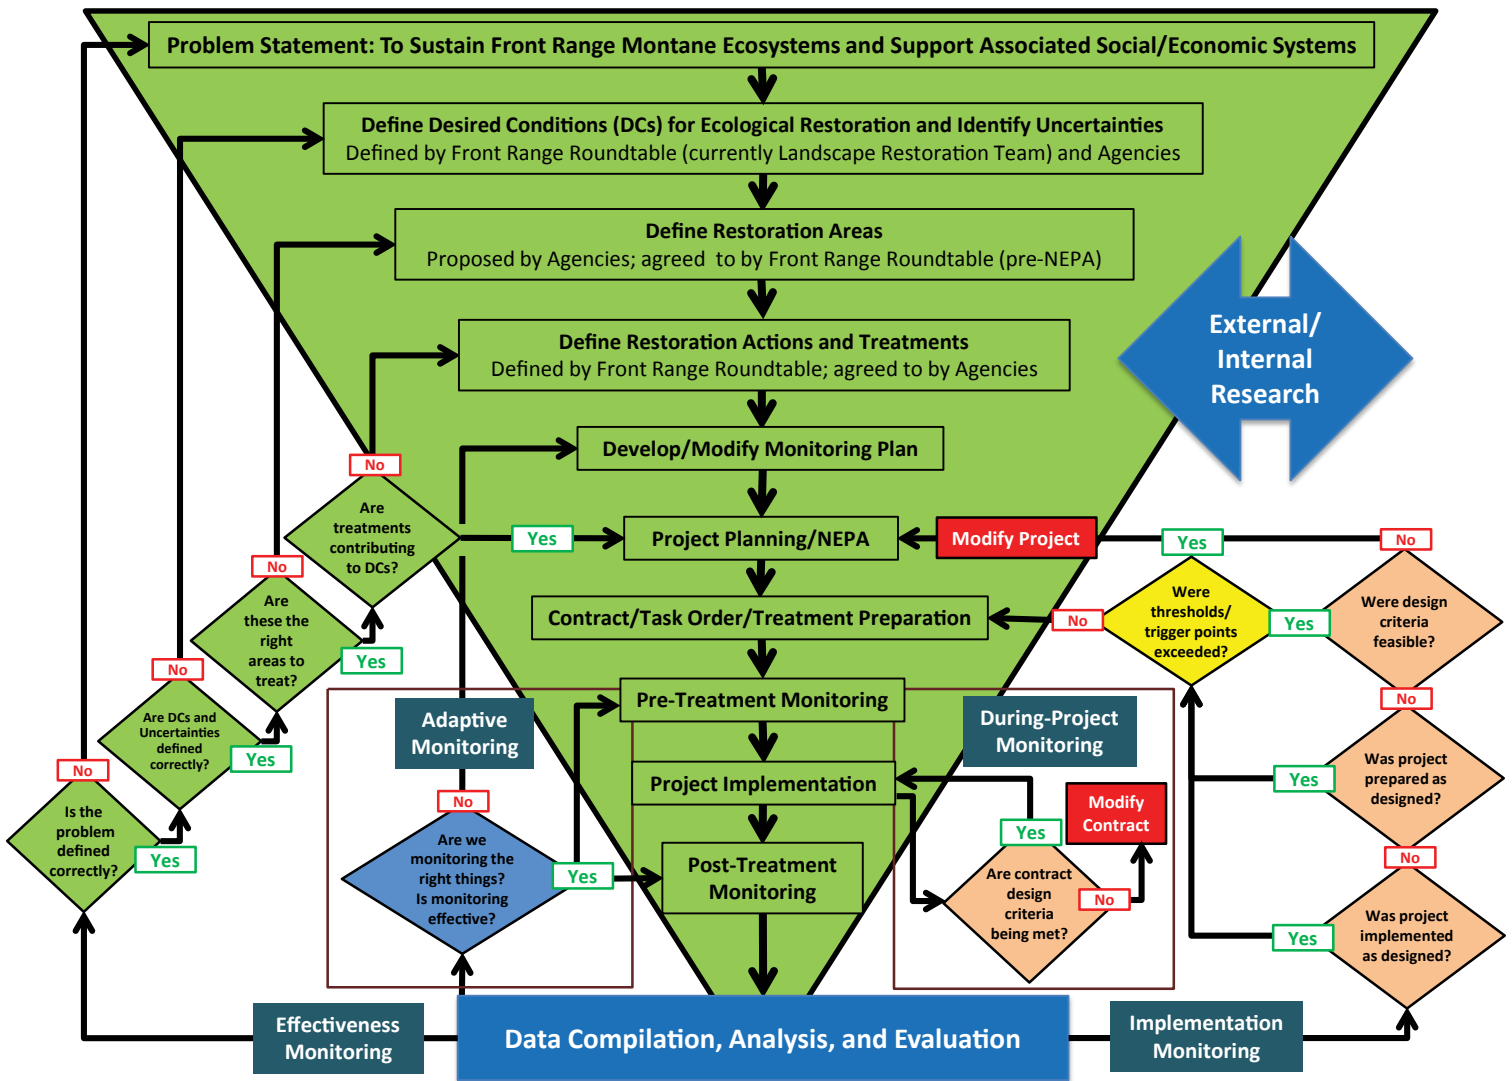 Problem Statement: To Sustain Front Range Montane Ecosystems and Support Associated Social/Economic Systems
Define Desired Conditions (DCs) for Ecological Restoration and Identify Uncertainties
Defined by Front Range Roundtable (currently Landscape Restoration Team) and Agencies
Define Restoration Areas
Proposed by Agencies; agreed to by Front Range Roundtable (pre-NEPA)
External/
Internal
Research
Define Restoration Actions and Treatments
Defined by Front Range Roundtable; agreed to by Agencies
Develop/Modify Monitoring Plan
No
Are
treatments
contributing
to DCs?
Yes
Project Planning/NEPA
Modify Project
Yes
No
No
Are
these the
right
areas to
treat?
Yes
Contract/Task Order/Treatment Preparation
No
Were
thresholds/
trigger points
exceeded?
Yes
Were design
criteria
feasible?
No
Are DCs and
Uncertainties
defined
correctly?
Yes
Adaptive
Monitoring
Pre-Treatment Monitoring
During-Project
Monitoring
No
Was project
prepared as
designed?
Yes
No
Is the
problem
defined
correctly?
Yes
Project Implementation
No
Are we
monitoring the
right things?
Is monitoring
effective?
Yes
Post-Treatment
Monitoring
Yes
Modify
Contract
Are contract
design
criteria
being met?
No
No
Was project
implemented
as designed?
Yes
Effectiveness
Monitoring
Data Compilation, Analysis, and Evaluation
Implementation
Monitoring